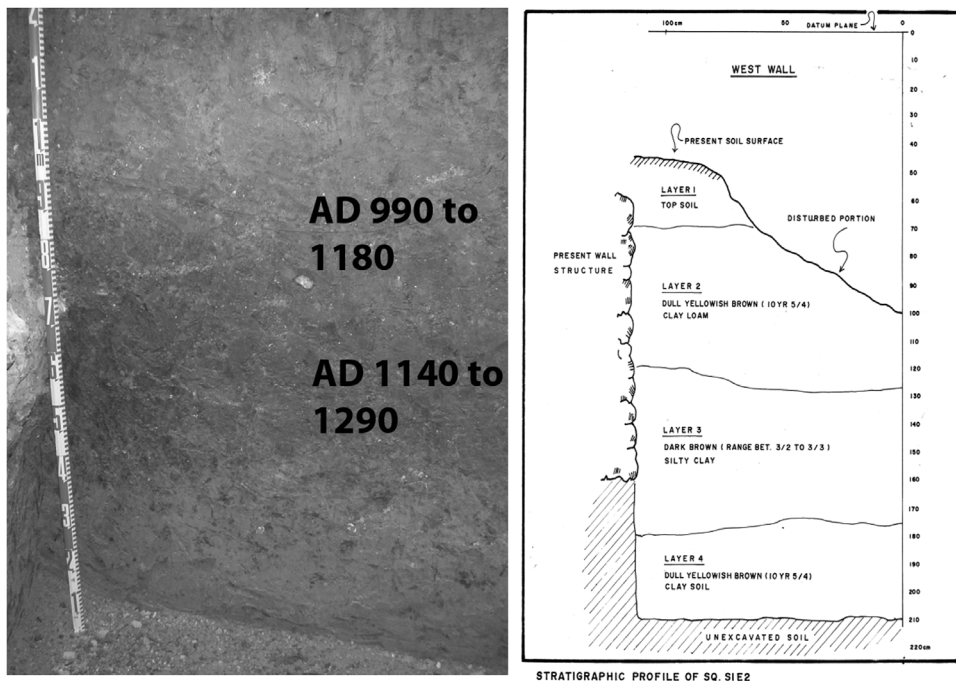 AD 990 to
1180
AD 1140 to
1290
100cm 50 DATUM PLANE 0
0
10
20
30
40
50
60
70
80
90
100
110
120
130
140
150
160
170
180
190
200
210
220cm
WEST WALL
PRESENT SOIL SURFACE
LAYER 1
TOP SOIL
DISTURBED PORTION
PRESENT WALL
STRUCTURE
LAYER 2
DULL YELLOWISH BROWN (10 YR 5/4)
CLAY LOAM
LAYER 3
DARK BROWN (RANGE BET. 3/2 TO 3/3)
SILTY CLAY
LAYER 4
DULL YELLOWISH BROWN (10 YR 5/4)
CLAY SOIL
UNEXCAVATED SOIL
STRATIGRAPHIC PROFILE OF SQ. S1E2